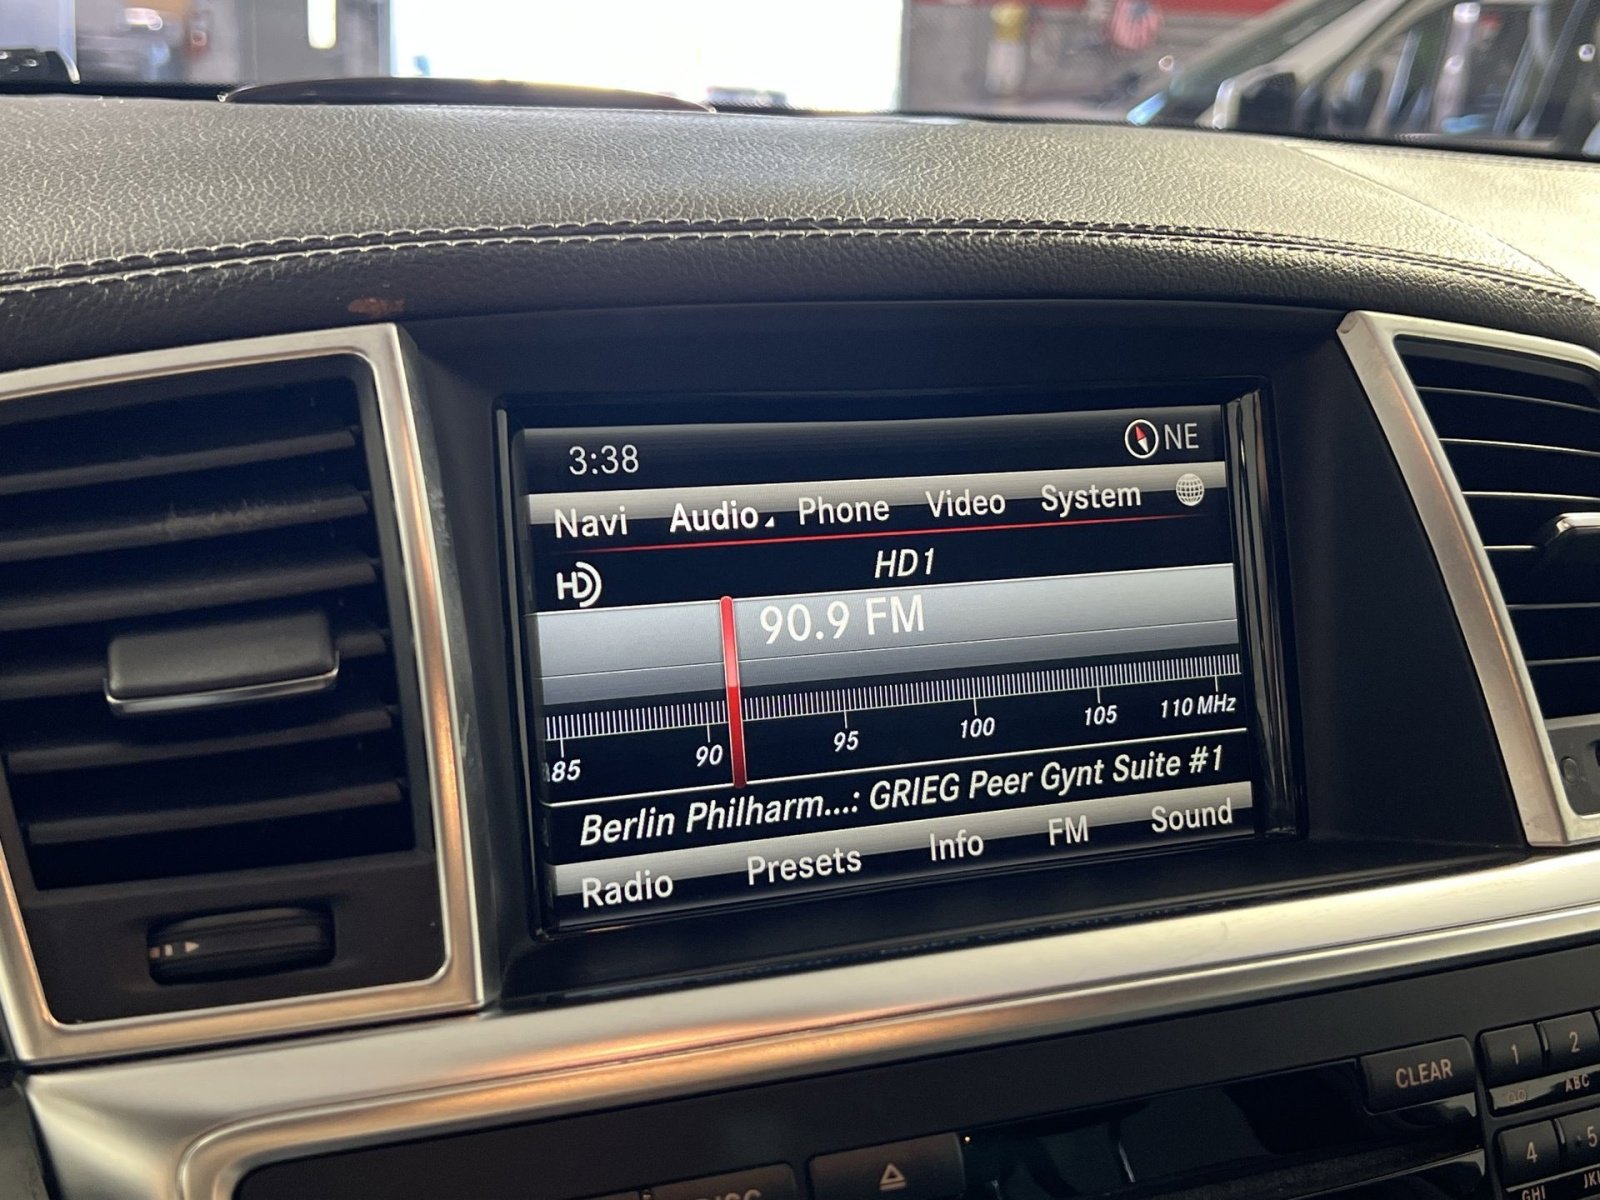 3:38 NE
Navi Audio Phone Video System
HD HD1
90.9 FM
85 90 95 100 105 110 MHz
Berlin Philharm...: GRIEG Peer Gynt Suite #1
Radio Presets Info FM Sound
CLEAR 1 2
ABC
4 5
GHI